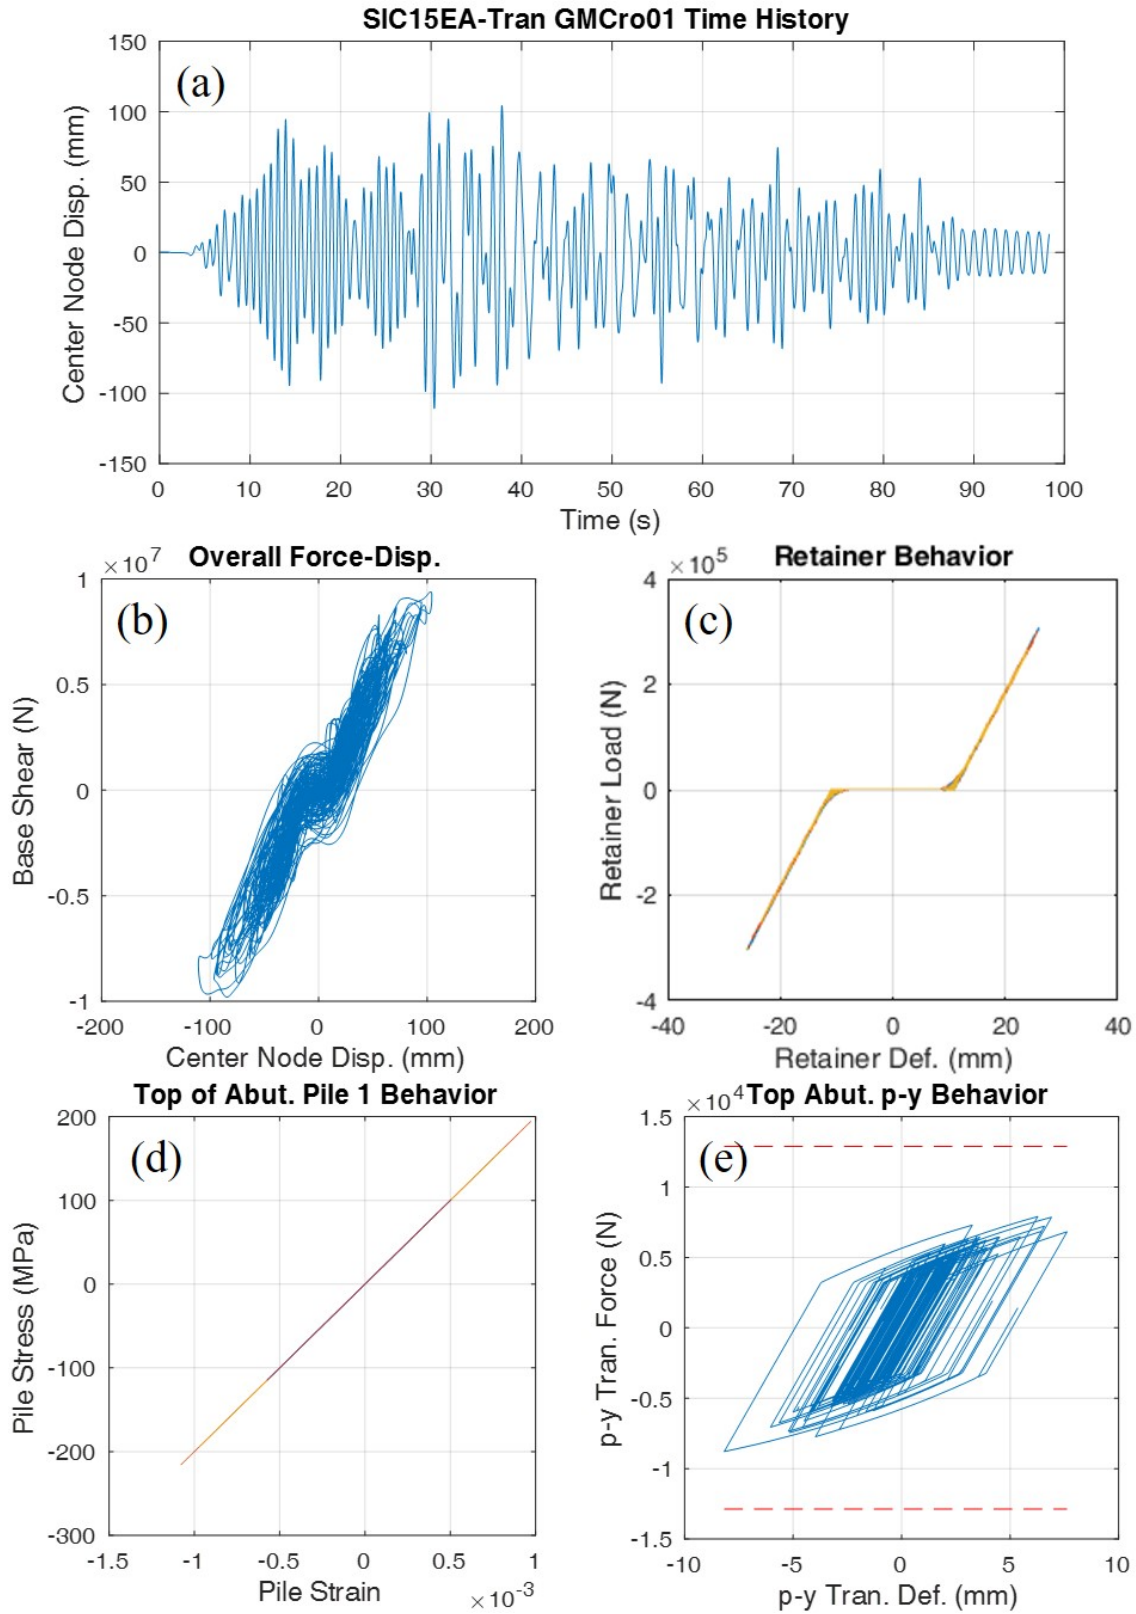 SIC15EA-Tran GMCro01 Time History
(a)
Center Node Disp. (mm)
150
100
50
0
-50
-100
-150
0 10 20 30 40 50 60 70 80 90 100
Time (s)
Overall Force-Disp.
×10^7
(b)
Base Shear (N)
1
0.5
0
-0.5
-1
-200 -100 0 100 200
Center Node Disp. (mm)
Retainer Behavior
×10^5
(c)
Retainer Load (N)
4
2
0
-2
-4
-40 -20 0 20 40
Retainer Def. (mm)
Top of Abut. Pile 1 Behavior
(d)
Pile Stress (MPa)
200
100
0
-100
-200
-300
-1.5 -1 -0.5 0 0.5 1
Pile Strain
×10^-3
×10^4 Top Abut. p-y Behavior
(e)
p-y Tran. Force (N)
1.5
1
0.5
0
-0.5
-1
-1.5
-10 -5 0 5 10
p-y Tran. Def. (mm)